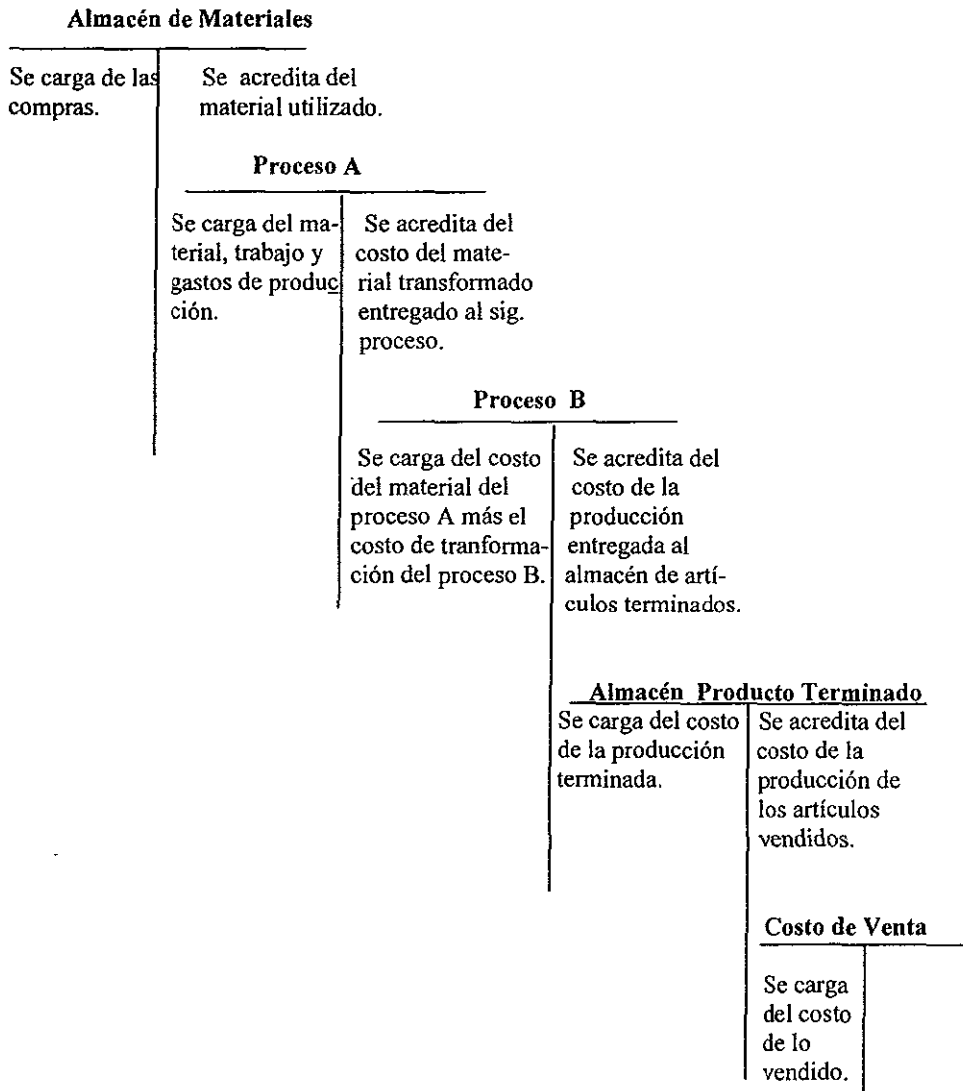 Almacén de Materiales
Se carga de las
compras.
Se acredita del
material utilizado.
Proceso A
Se carga del ma-
terial, trabajo y
gastos de produc
ción.
Se acredita del
costo del mate-
rial transformado
entregado al sig.
proceso.
Proceso B
Se carga del costo
del material del
proceso A más el
costo de tranforma-
ción del proceso B.
Se acredita del
costo de la
producción
entregada al
almacén de artí-
culos terminados.
Almacén Producto Terminado
Se carga del costo
de la producción
terminada.
Se acredita del
costo de la
producción de
los artículos
vendidos.
Costo de Venta
Se carga
del costo
de lo
vendido.